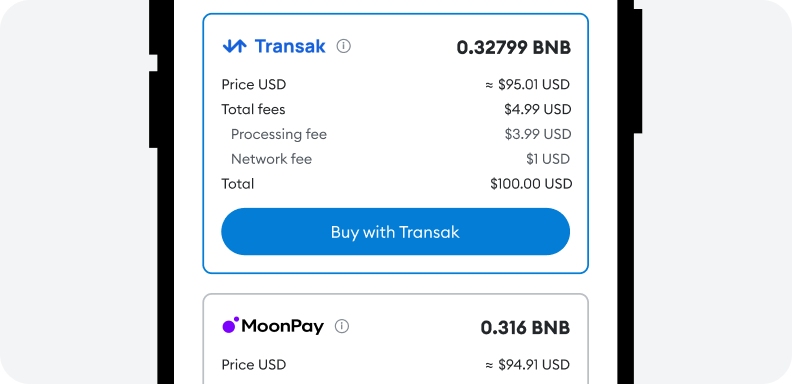 Transak 0.32799 BNB
Price USD ≈ $95.01 USD
Total fees $4.99 USD
Processing fee $3.99 USD
Network fee $1 USD
Total $100.00 USD
Buy with Transak
MoonPay 0.316 BNB
Price USD ≈ $94.91 USD